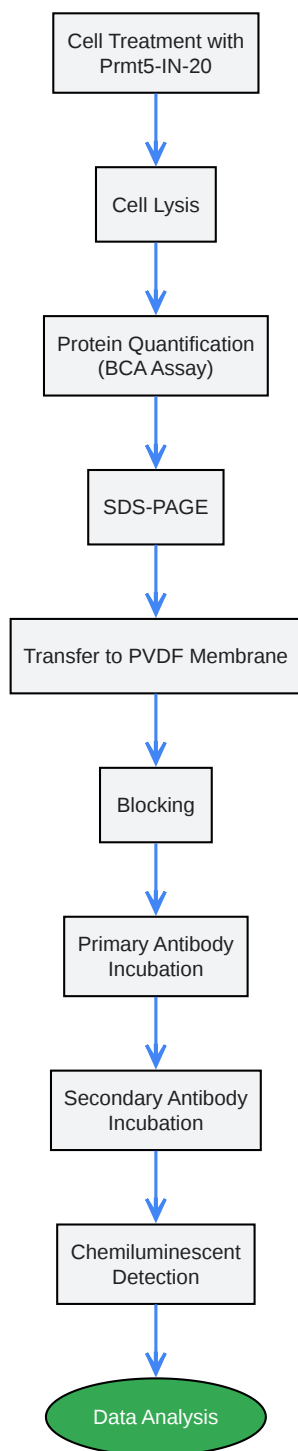 Cell Treatment with
Prmt5-IN-20
Cell Lysis
Protein Quantification
(BCA Assay)
SDS-PAGE
Transfer to PVDF Membrane
Blocking
Primary Antibody
Incubation
Secondary Antibody
Incubation
Chemiluminescent
Detection
Data Analysis